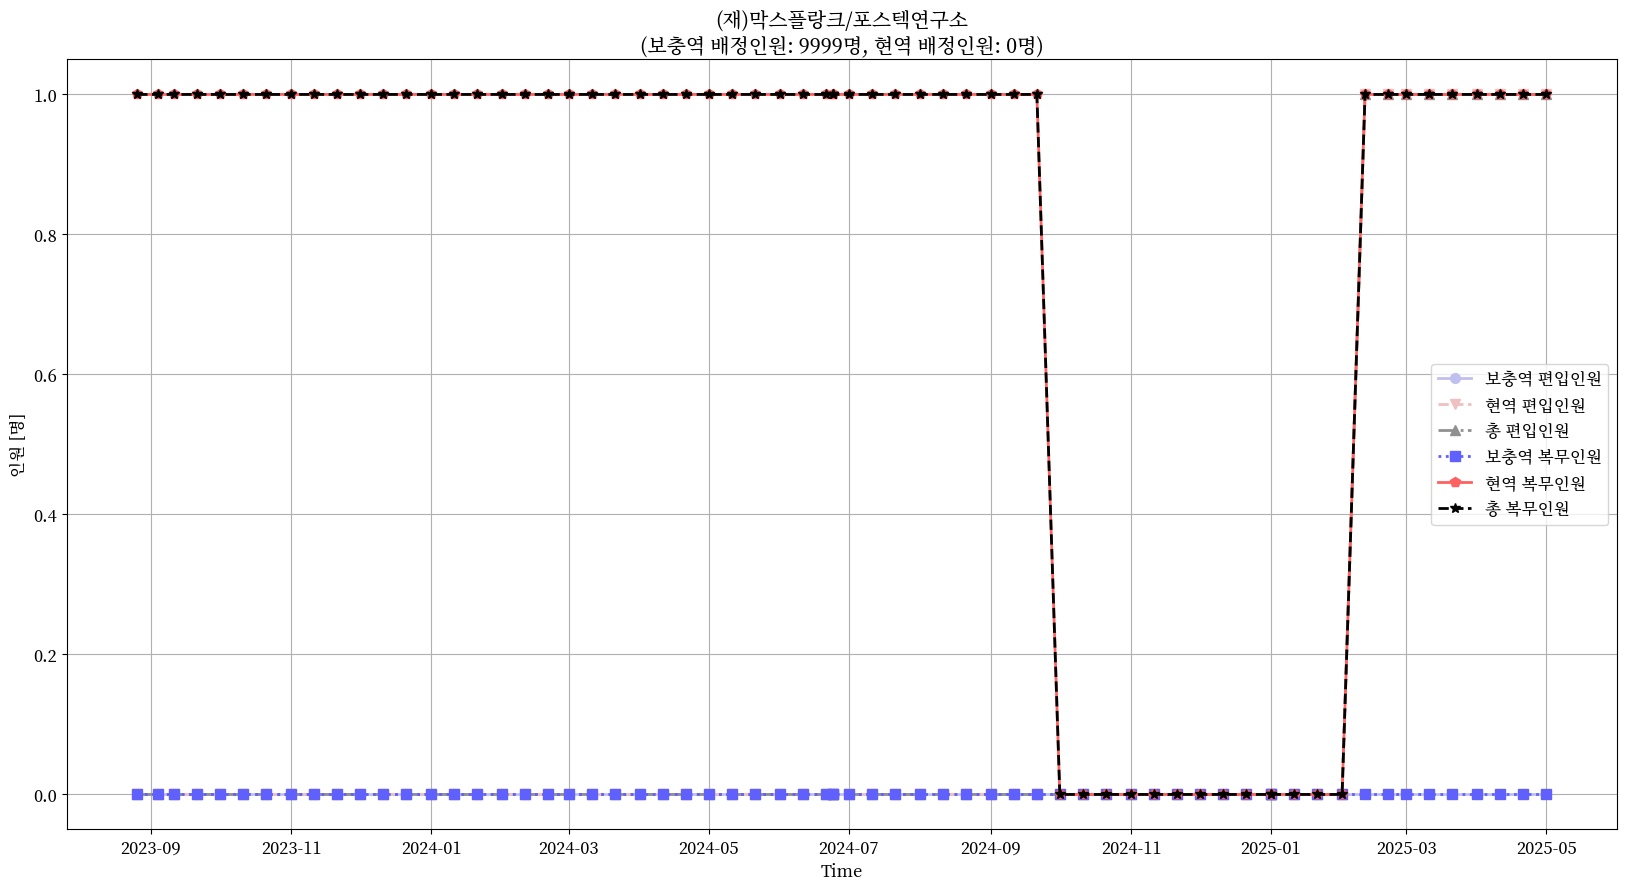 (재)막스플랑크/포스텍연구소
(보충역 배정인원: 9999명, 현역 배정인원: 0명)
인원 [명]
1.0
0.8
0.6
0.4
0.2
0.0
보충역 편입인원
현역 편입인원
총 편입인원
보충역 복무인원
현역 복무인원
총 복무인원
2023-09
2023-11
2024-01
2024-03
2024-05
2024-07
2024-09
2024-11
2025-01
2025-03
2025-05
Time